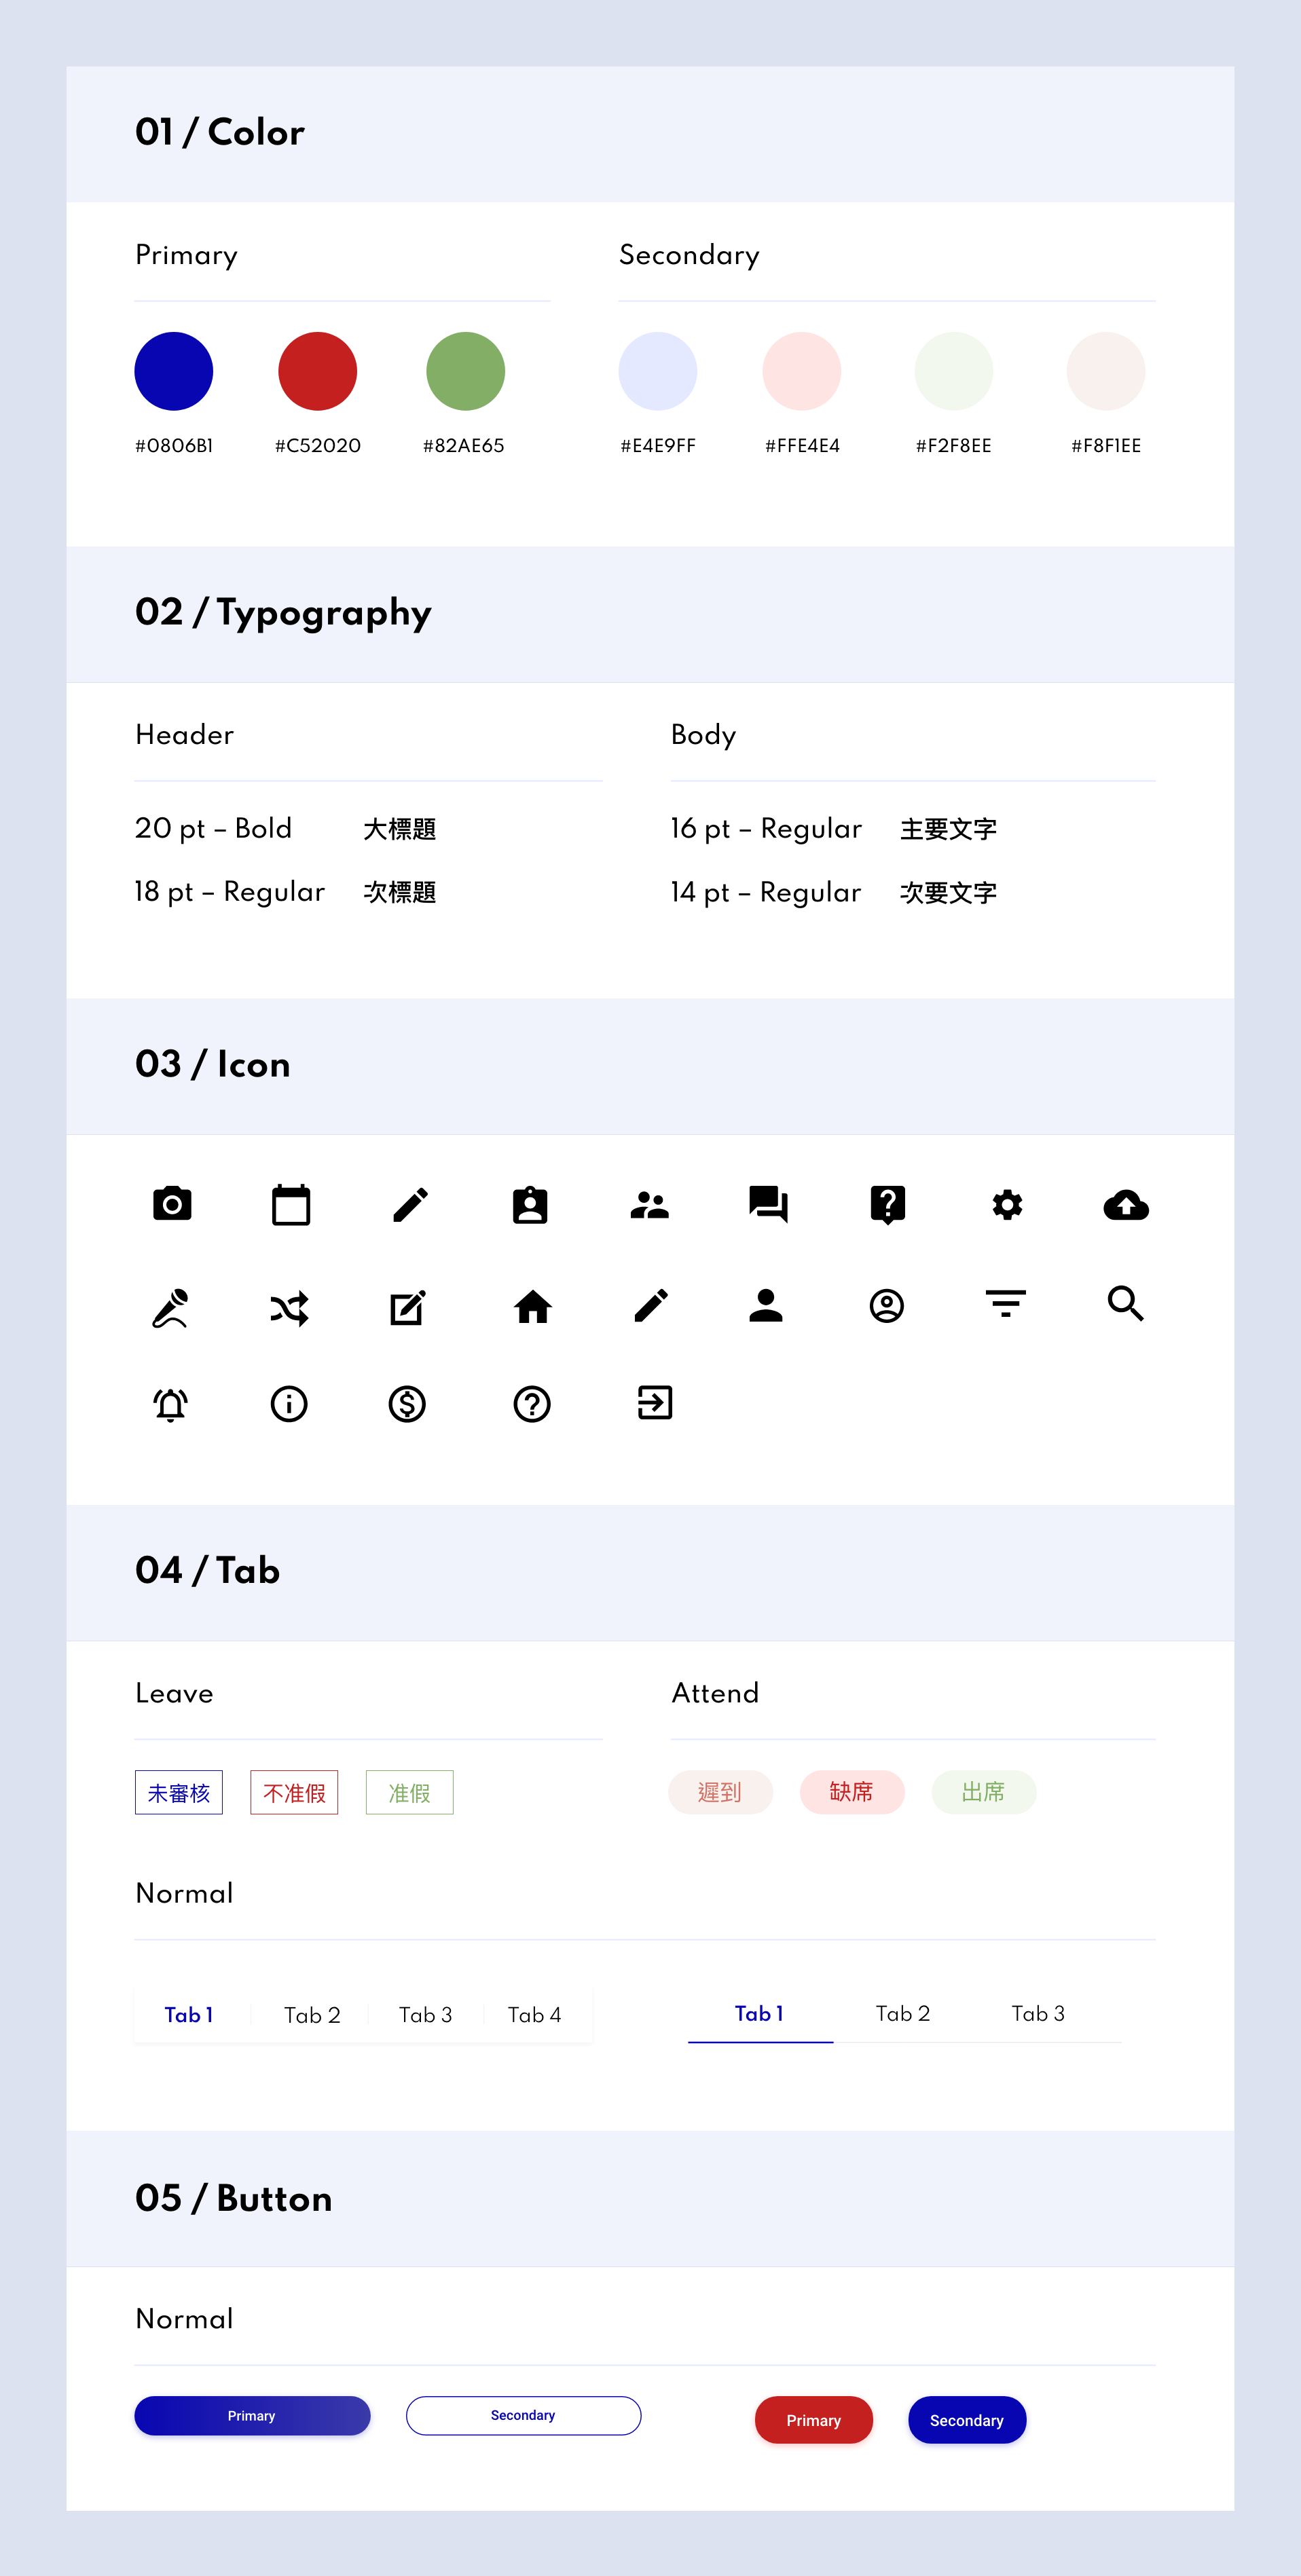 01 / Color
Primary
Secondary
#0806B1 #C52020 #82AE65
#E4E9FF #FFE4E4 #F2F8EE #F8F1EE
02 / Typography
Header
20 pt – Bold 大標題
18 pt – Regular 次標題
Body
16 pt – Regular 主要文字
14 pt – Regular 次要文字
03 / Icon
04 / Tab
Leave
未審核 不准假 准假
Attend
遲到 缺席 出席
Normal
Tab 1 Tab 2 Tab 3 Tab 4
Tab 1 Tab 2 Tab 3
05 / Button
Normal
Primary Secondary Primary Secondary